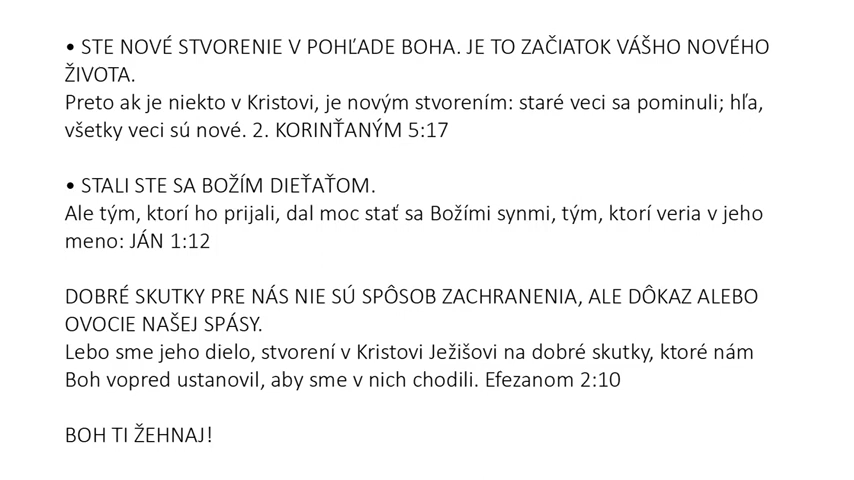 • STE NOVÉ STVORENIE V POHĽADE BOHA. JE TO ZAČIATOK VÁŠHO NOVÉHO
ŽIVOTA.
Preto ak je niekto v Kristovi, je novým stvorením: staré veci sa pominuli; hľa,
všetky veci sú nové. 2. KORINŤANÝM 5:17
• STALI STE SA BOŽÍM DIEŤAŤOM.
Ale tým, ktorí ho prijali, dal moc stať sa Božími synmi, tým, ktorí veria v jeho
meno: JÁN 1:12
DOBRÉ SKUTKY PRE NÁS NIE SÚ SPÔSOB ZACHRANENIA, ALE DÔKAZ ALEBO
OVOCIE NAŠEJ SPÁSY.
Lebo sme jeho dielo, stvorení v Kristovi Ježišovi na dobré skutky, ktoré nám
Boh vopred ustanovil, aby sme v nich chodili. Efezanom 2:10
BOH TI ŽEHNAJ!